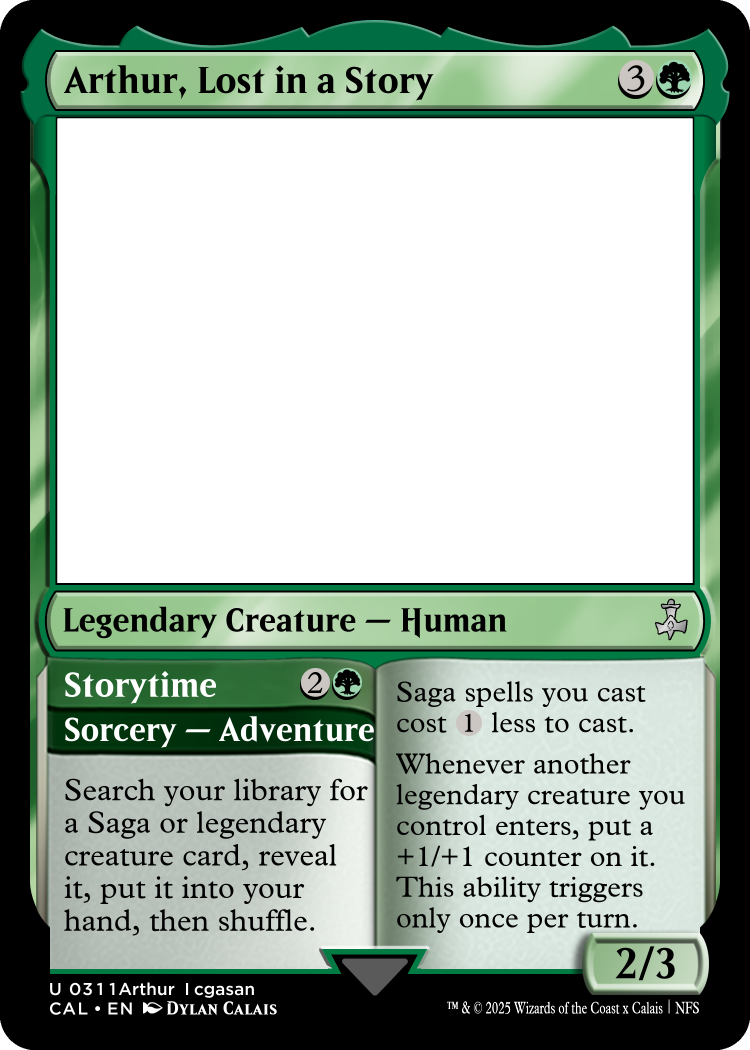 Arthur, Lost in a Story 3
Legendary Creature — Human
Storytime 2
Sorcery — Adventure
Search your library for
a Saga or legendary
creature card, reveal
it, put it into your
hand, then shuffle.
Saga spells you cast
cost 1 less to cast.
Whenever another
legendary creature you
control enters, put a
+1/+1 counter on it.
This ability triggers
only once per turn.
2/3
U 0311Arthur Icgasan
CAL • EN DYLAN CALAIS
™ & © 2025 Wizards of the Coast x Calais | NFS